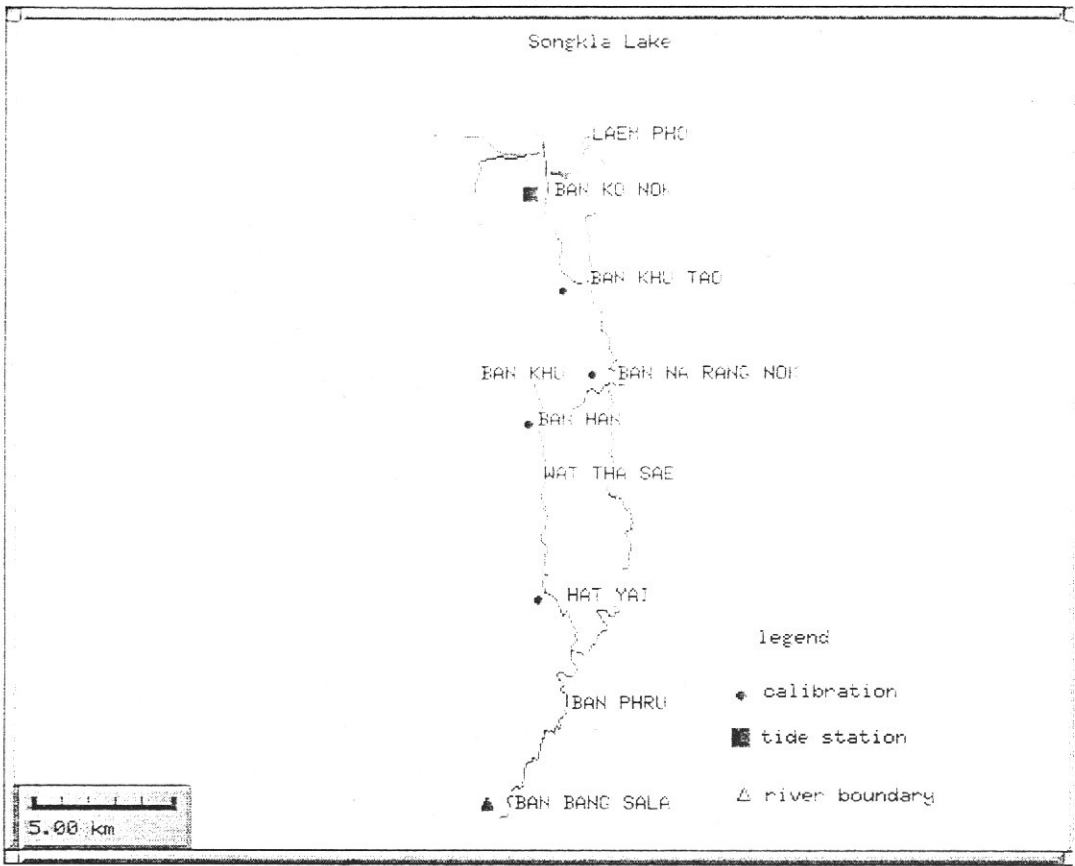 Songkla Lake
LAEM PHO
BAN KO NOK
BAN KHU TAO
BAN KHU
BAN NA RANG NOK
BAN HAN
WAT THA SAE
HAT YAI
legend
calibration
BAN PHRU
tide station
BAN BANG SALA
river boundary
5.00 km